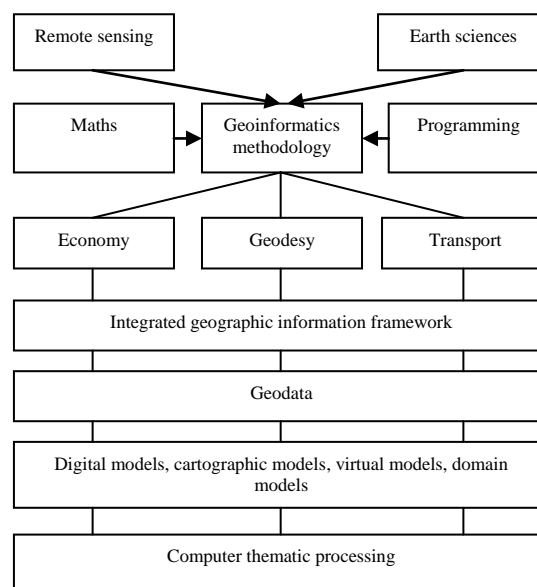 Remote sensing
Earth sciences
Maths
Geoinformatics
methodology
Programming
Economy
Geodesy
Transport
Integrated geographic information framework
Geodata
Digital models, cartographic models, virtual models, domain
models
Computer thematic processing